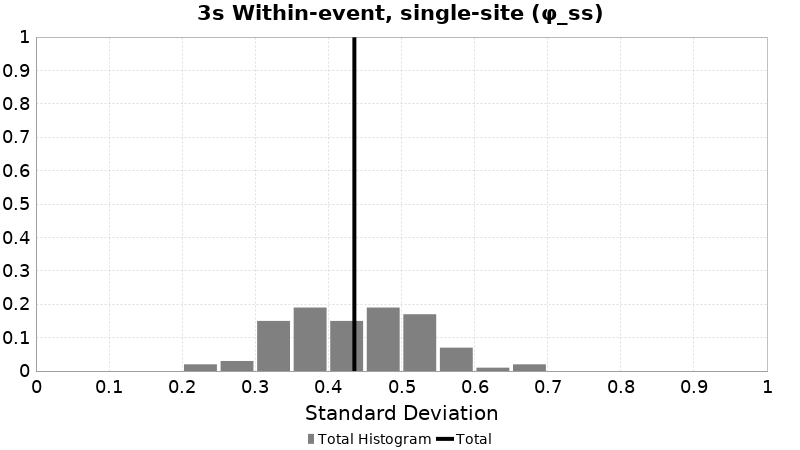 3s Within-event, single-site (φ_ss)
1
0.9
0.8
0.7
0.6
0.5
0.4
0.3
0.2
0.1
0
0 0.1 0.2 0.3 0.4 0.5 0.6 0.7 0.8 0.9 1
Standard Deviation
Total Histogram Total